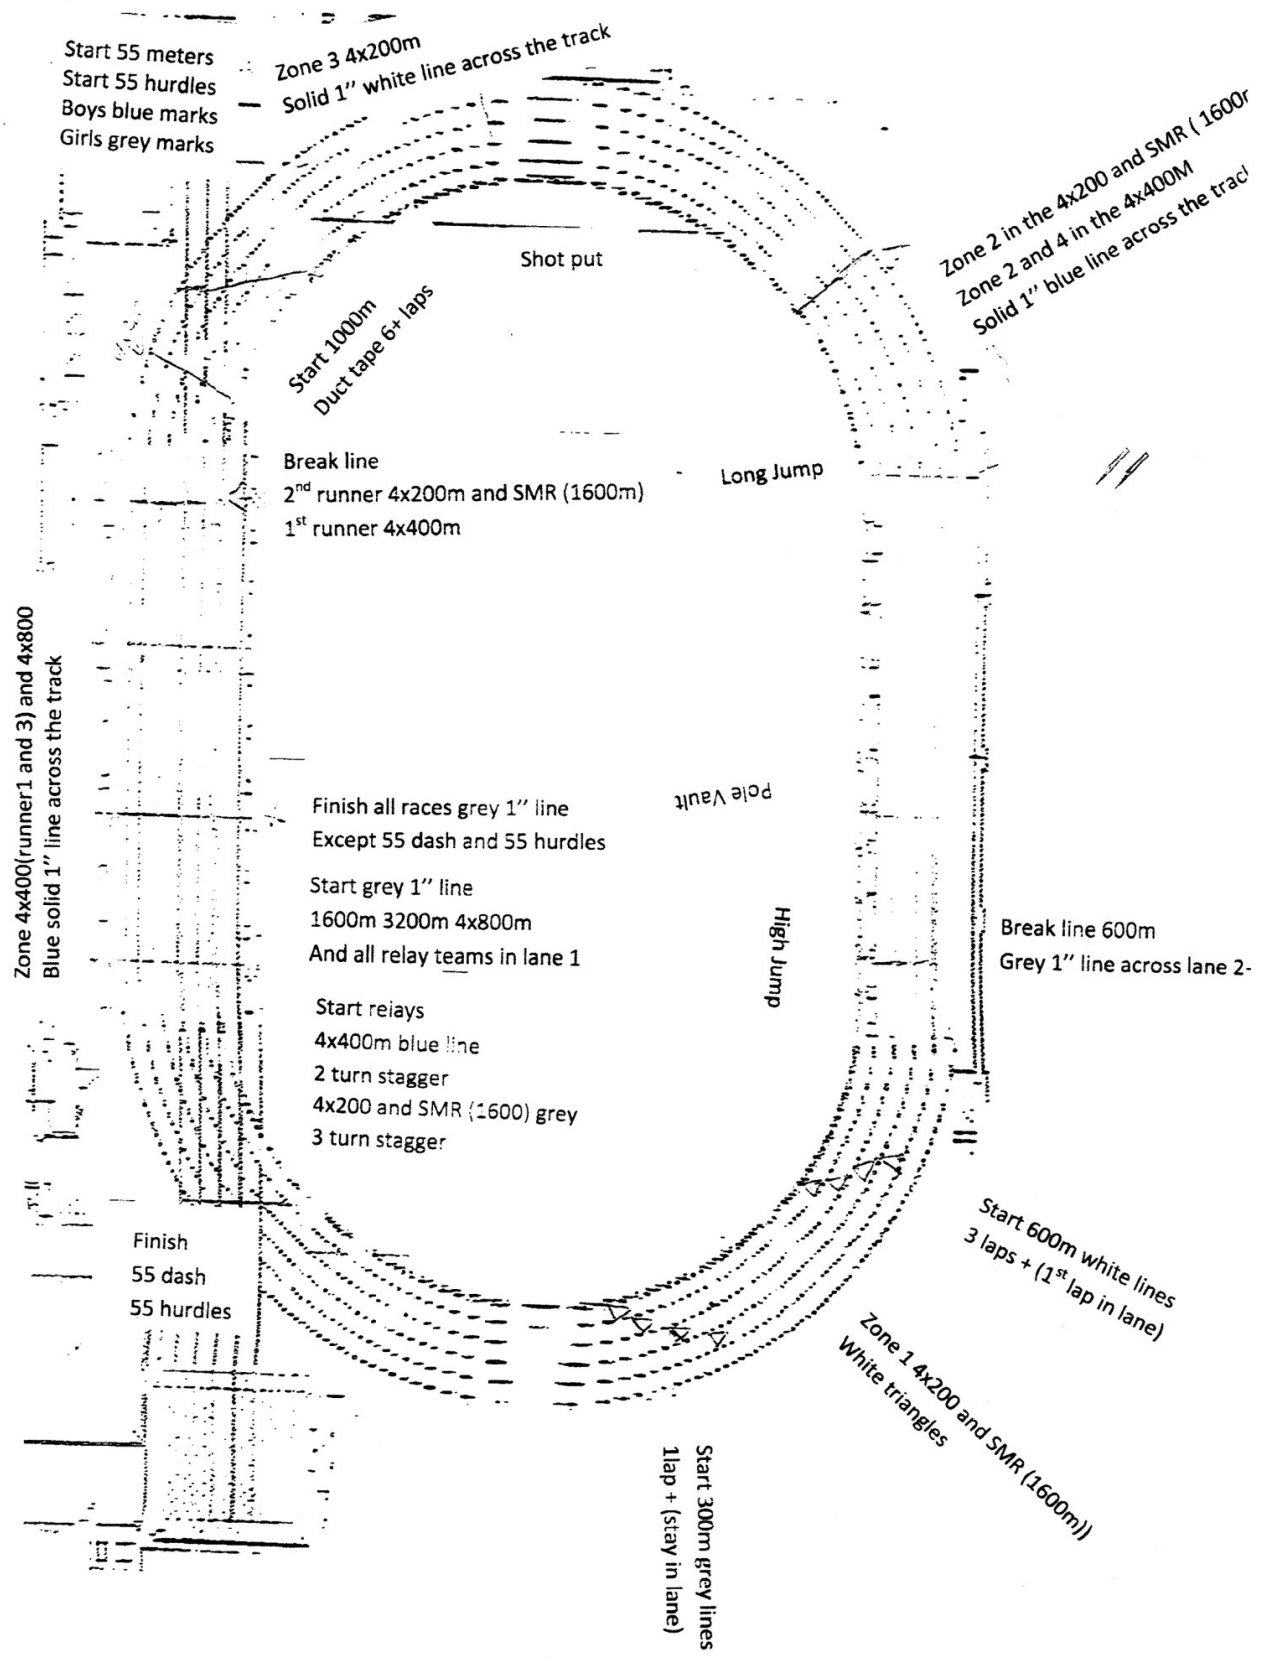 Start 55 meters
Start 55 hurdles
Boys blue marks
Girls grey marks
Zone 3 4x200m
Solid 1” white line across the track
Zone 2 in the 4x200 and SMR ( 1600
Zone 2 and 4 in the 4x400M
Solid 1” blue line across the trac
Shot put
Start 1000m
Duct tape 6+ laps
Break line
2nd runner 4x200m and SMR (1600m)
1st runner 4x400m
Long Jump
Zone 4x400(runner1 and 3) and 4x800
Blue solid 1” line across the track
Pole Vault
Finish all races grey 1” line
Except 55 dash and 55 hurdles
Start grey 1” line
1600m 3200m 4x800m
And all relay teams in lane 1
High Jump
Break line 600m
Grey 1” line across lane 2-
Start relays
4x400m blue line
2 turn stagger
4x200 and SMR (1600) grey
3 turn stagger
Finish
55 dash
55 hurdles
Start 600m white lines
3 laps + (1st lap in lane)
Zone 1 4x200 and SMR (1600m))
White triangles
Start 300m grey lines
1lap + (stay in lane)